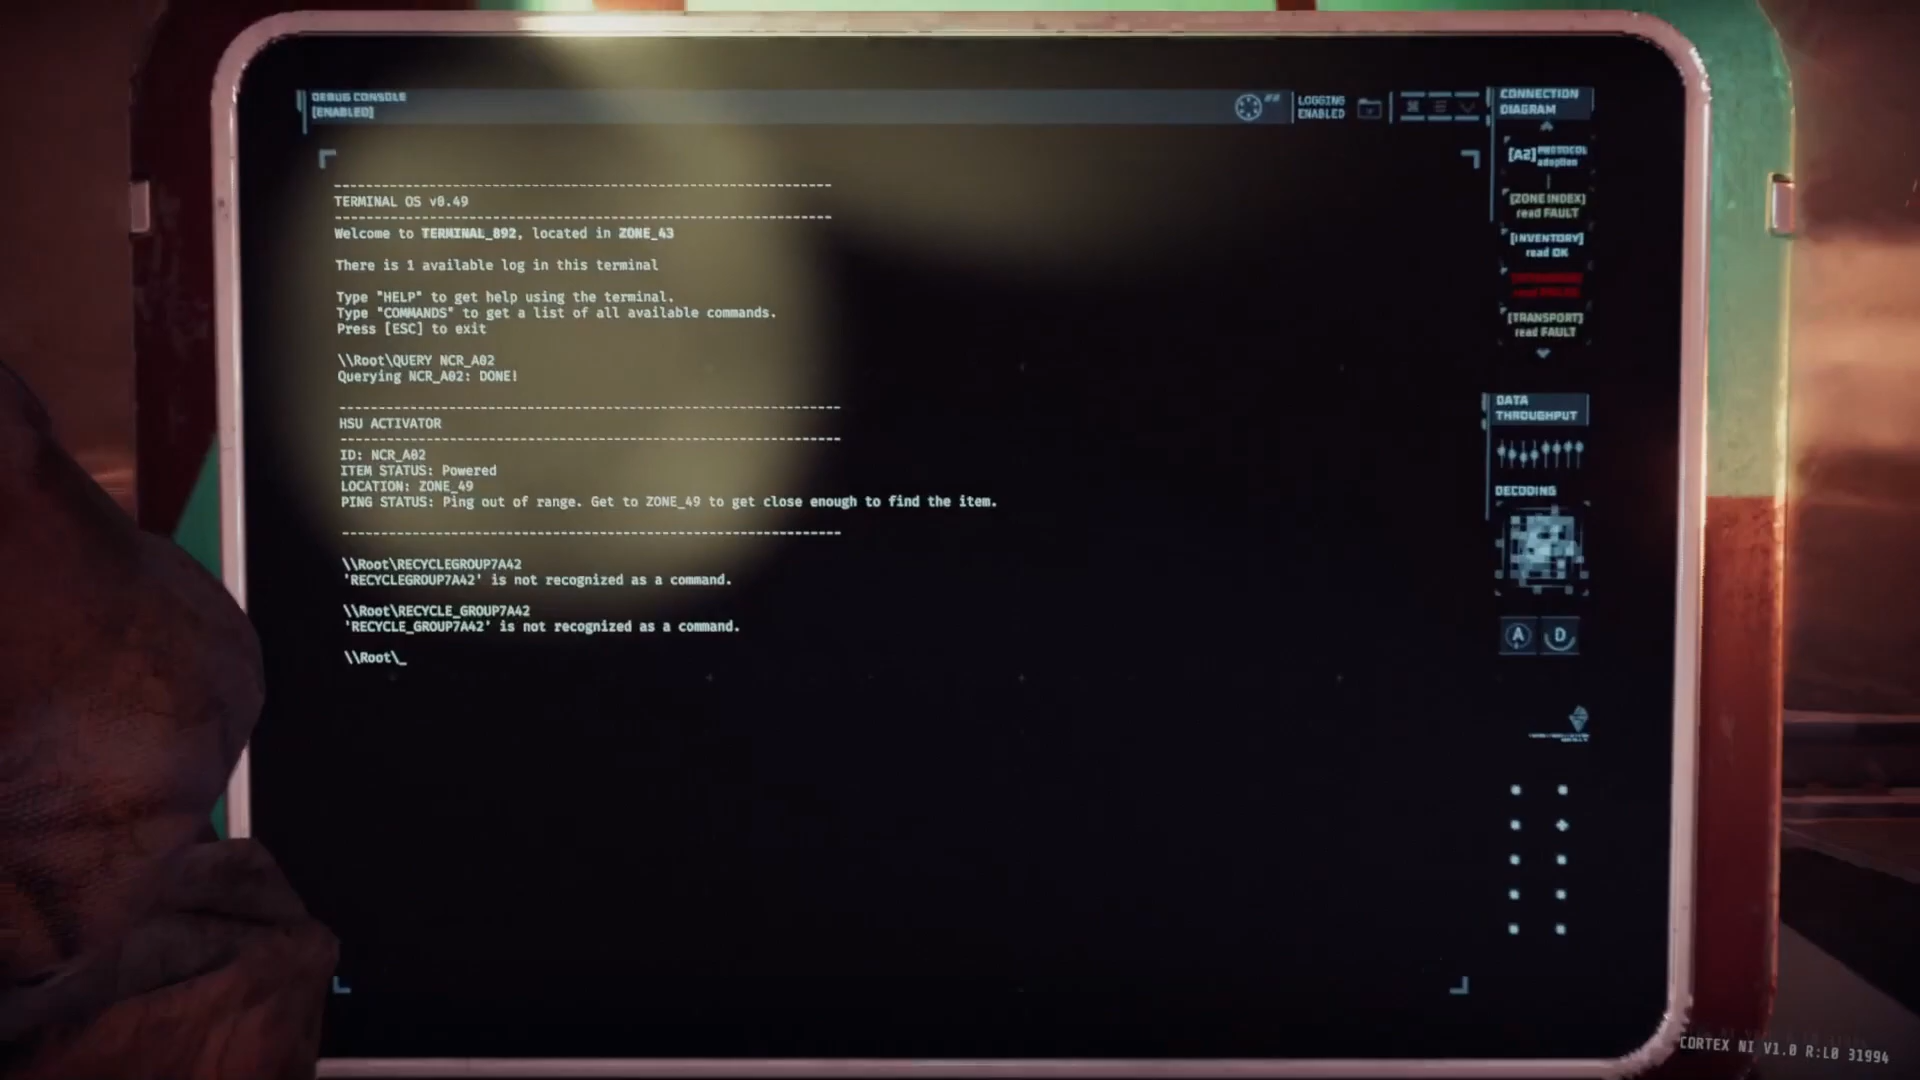 DEBUG CONSOLE
[ENABLED]
LOGGING
ENABLED
------------------------------------------------------------------
TERMINAL OS v0.49
------------------------------------------------------------------
Welcome to TERMINAL_892, located in ZONE_43
There is 1 available log in this terminal
Type "HELP" to get help using the terminal.
Type "COMMANDS" to get a list of all available commands.
Press [ESC] to exit
\\Root\QUERY NCR_A02
Querying NCR_A02: DONE!
------------------------------------------------------------------
HSU ACTIVATOR
------------------------------------------------------------------
ID: NCR_A02
ITEM STATUS: Powered
LOCATION: ZONE_49
PING STATUS: Ping out of range. Get to ZONE_49 to get close enough to find the item.
------------------------------------------------------------------
\\Root\RECYCLEGROUP7A42
'RECYCLEGROUP7A42' is not recognized as a command.
\\Root\RECYCLE_GROUP7A42
'RECYCLE_GROUP7A42' is not recognized as a command.
\\Root\_
CONNECTION
DIAGRAM
[A2] PROTOCOL
adaption
[ZONE INDEX]
read FAULT
[INVENTORY]
read OK
[TRANSPORT]
read FAULT
DATA
THROUGHPUT
DECODING
A D
CORTEX NI V1.0 R:L0 31994